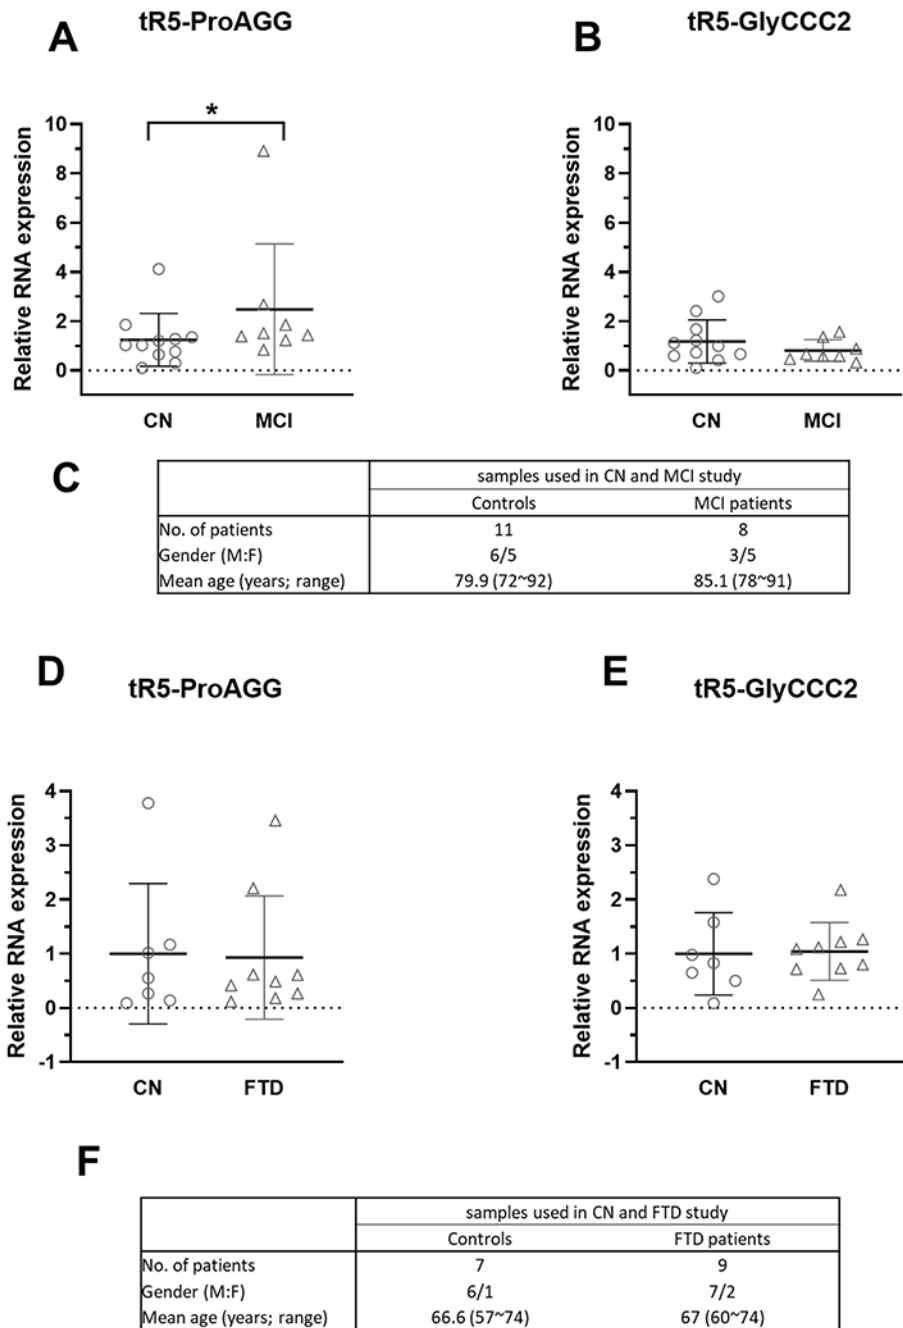 A
tR5-ProAGG
B
tR5-GlyCCC2
*
Relative RNA expression
10
8
6
4
2
0
CN
MCI
Relative RNA expression
10
8
6
4
2
0
CN
MCI
C
samples used in CN and MCI study
Controls
MCI patients
No. of patients
11
8
Gender (M:F)
6/5
3/5
Mean age (years; range)
79.9 (72~92)
85.1 (78~91)
D
tR5-ProAGG
E
tR5-GlyCCC2
Relative RNA expression
4
3
2
1
0
-1
CN
FTD
Relative RNA expression
4
3
2
1
0
-1
CN
FTD
F
samples used in CN and FTD study
Controls
FTD patients
No. of patients
7
9
Gender (M:F)
6/1
7/2
Mean age (years; range)
66.6 (57~74)
67 (60~74)